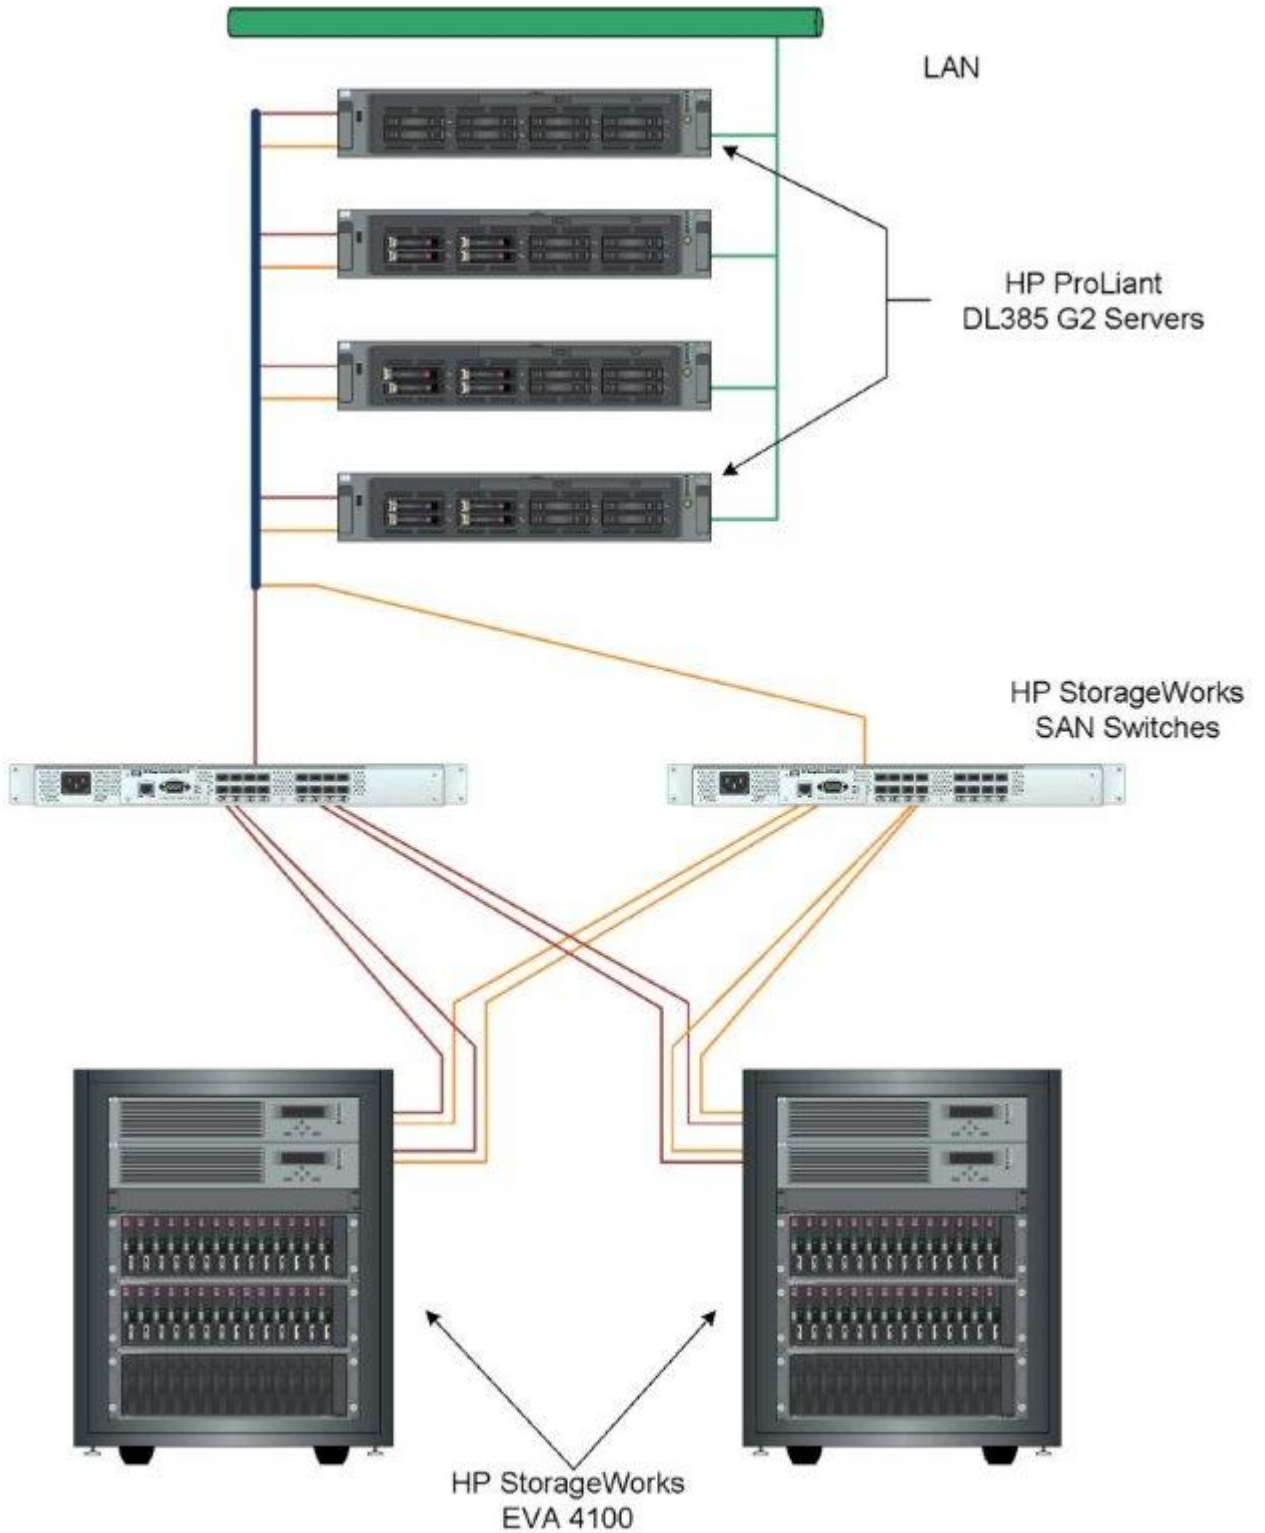 LAN
HP ProLiant
DL385 G2 Servers
HP StorageWorks
SAN Switches
HP StorageWorks
EVA 4100